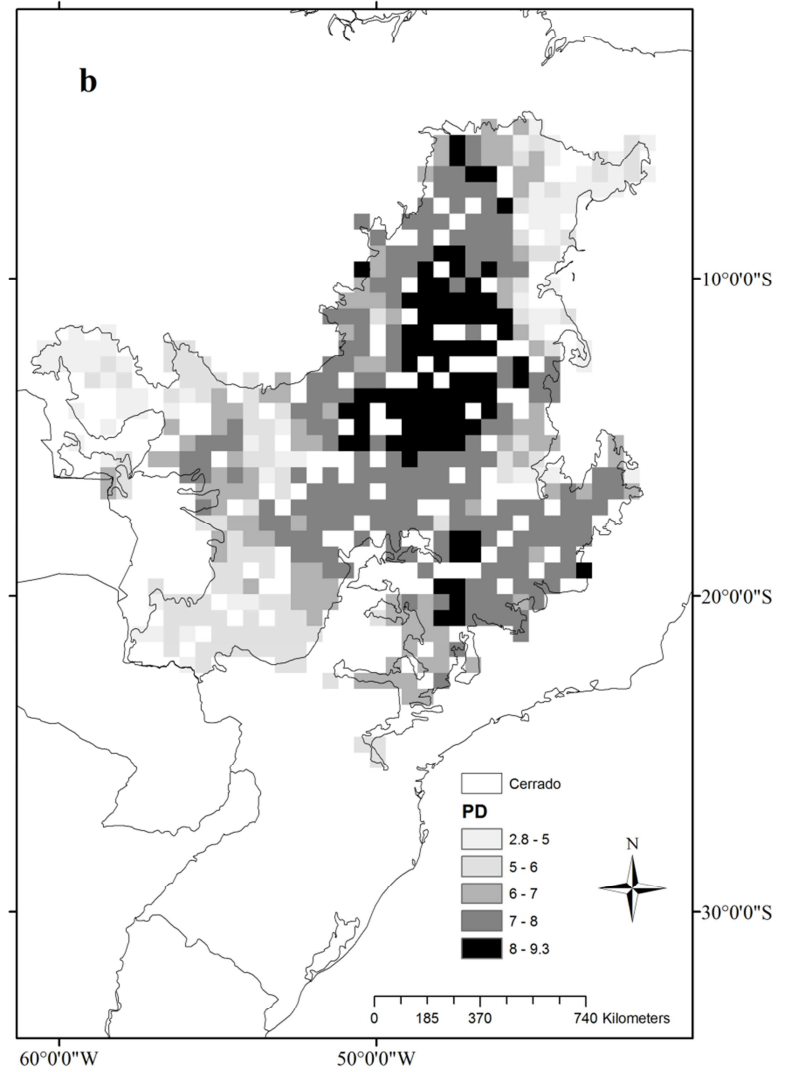 b
10°0'0"S
20°0'0"S
Cerrado
PD
2.8 - 5
5 - 6
6 - 7
7 - 8
8 - 9.3
N
30°0'0"S
0 185 370 740 Kilometers
60°0'0"W 50°0'0"W